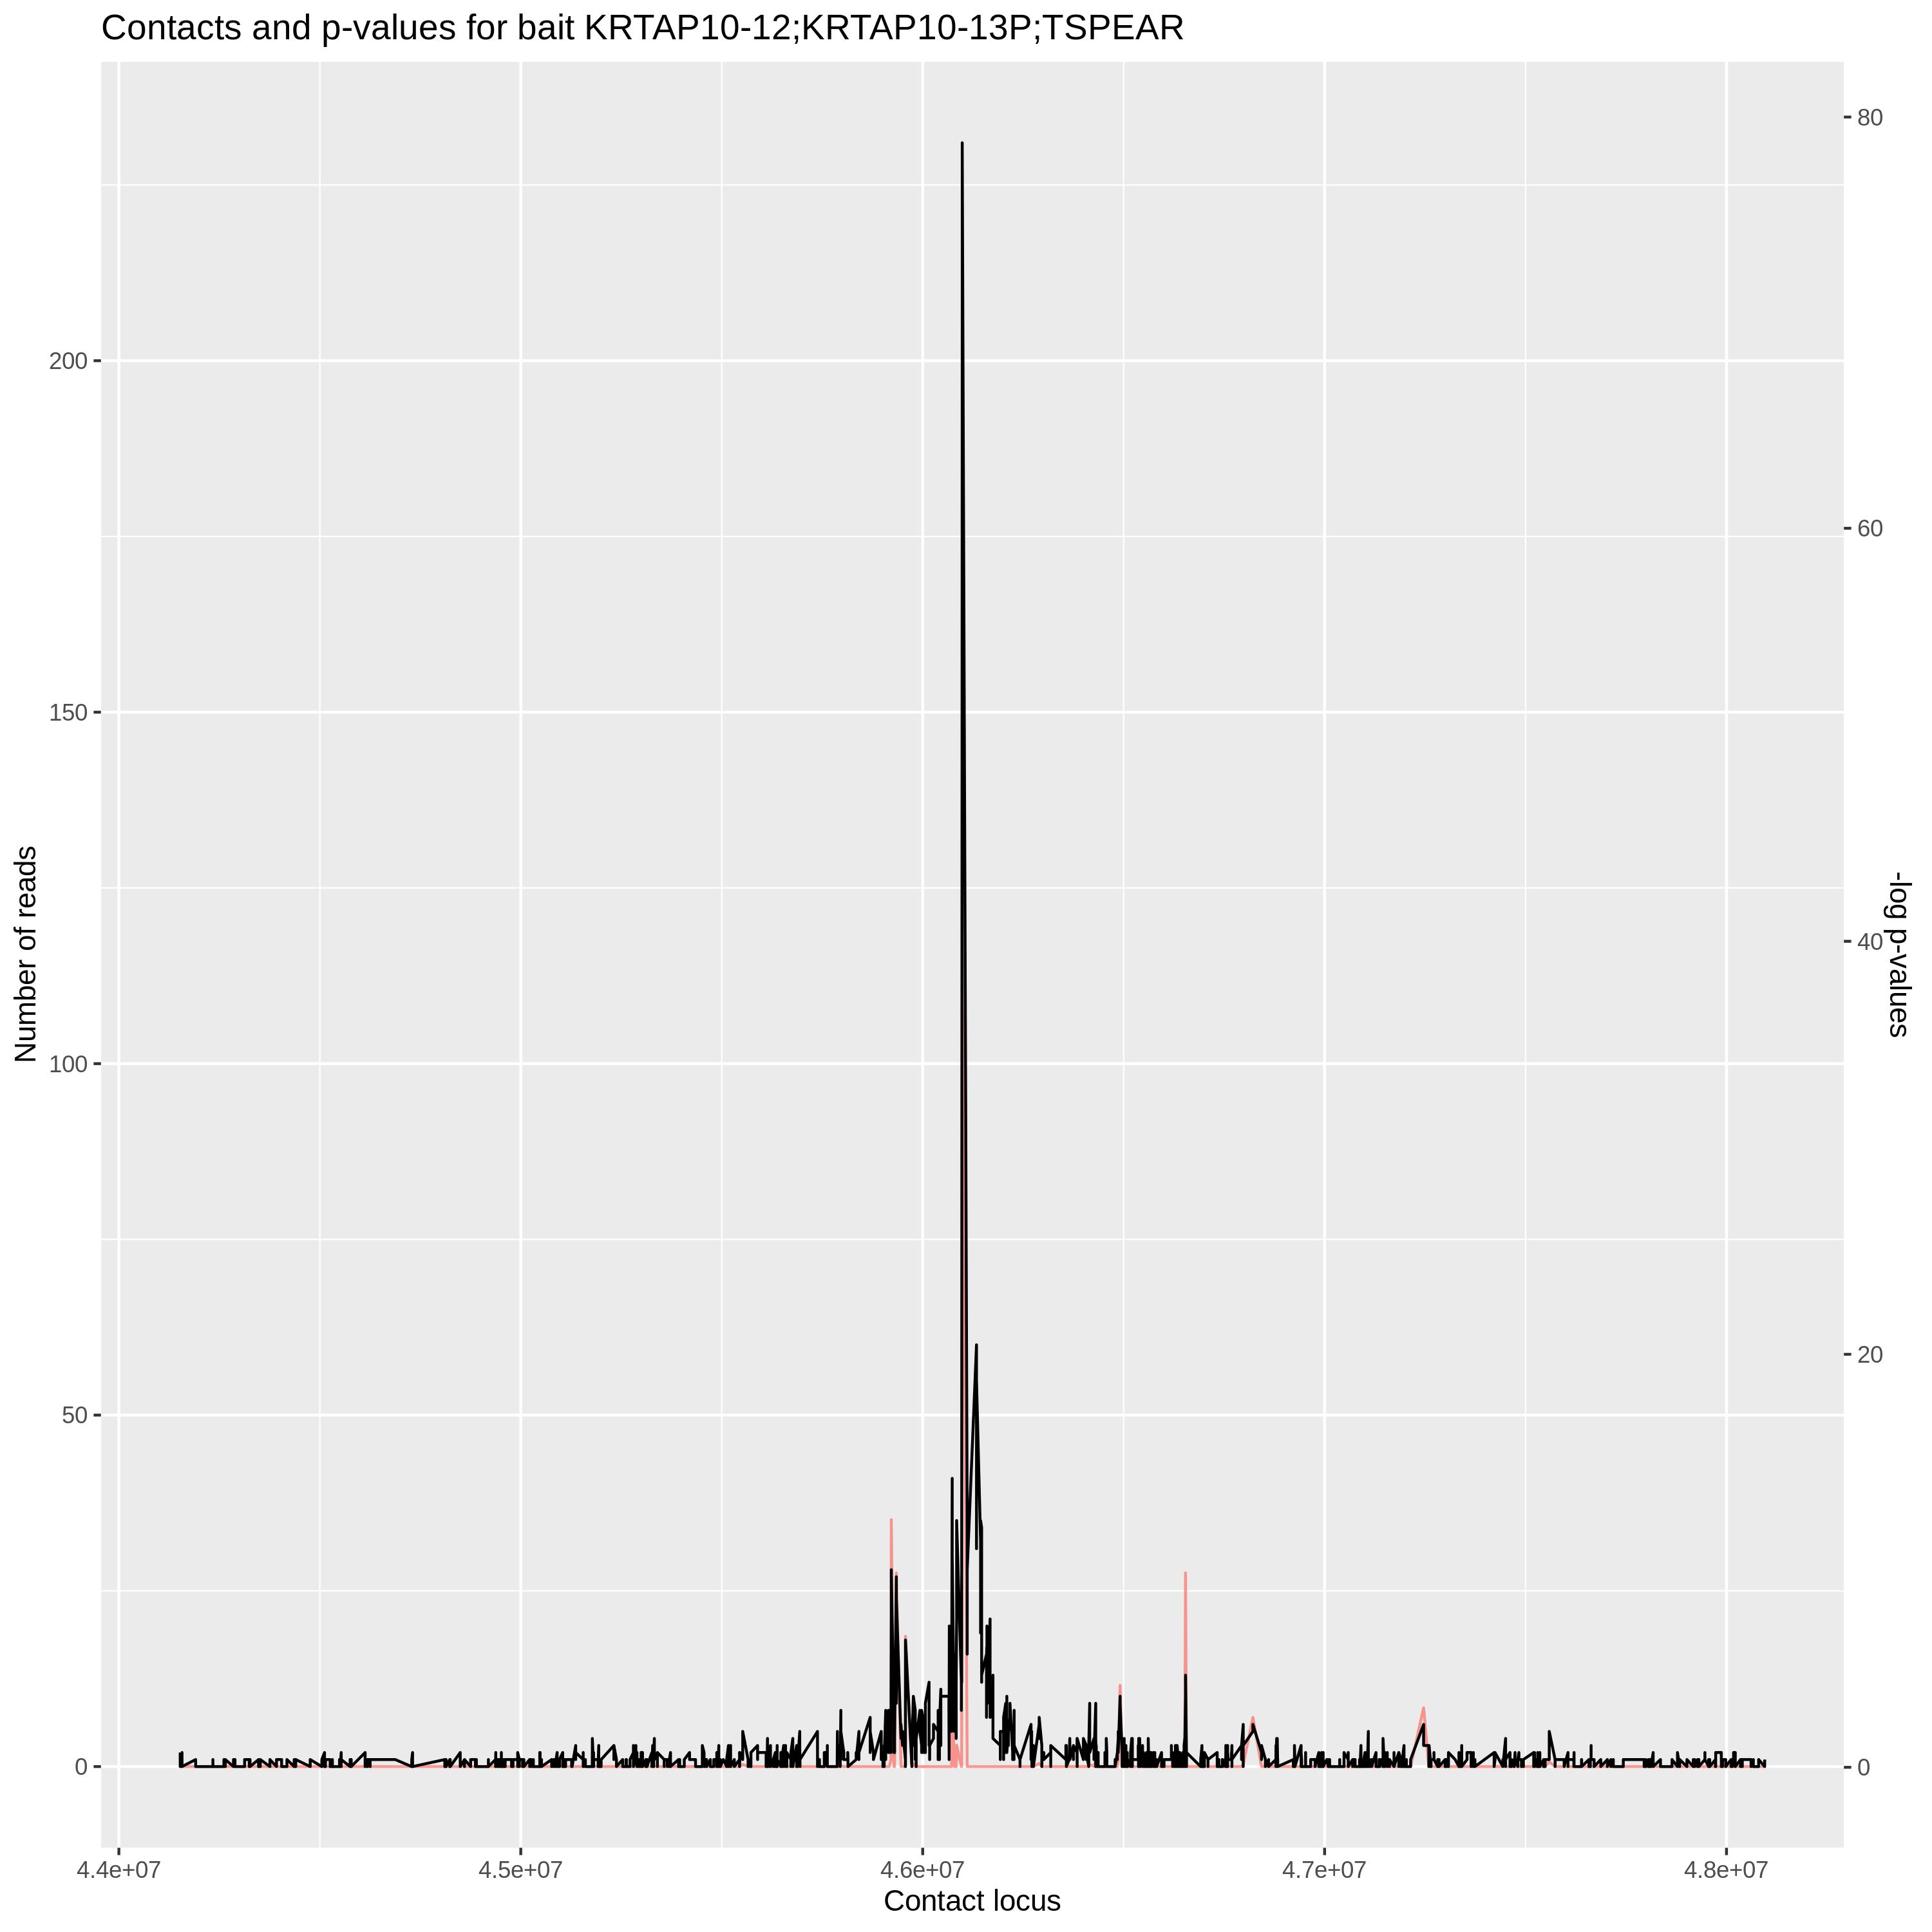 Contacts and p-values for bait KRTAP10-12;KRTAP10-13P;TSPEAR
80
200
60
150
Number of reads
-log p-values
40
100
20
50
0
0
4.4e+07
4.5e+07
4.6e+07
4.7e+07
4.8e+07
Contact locus